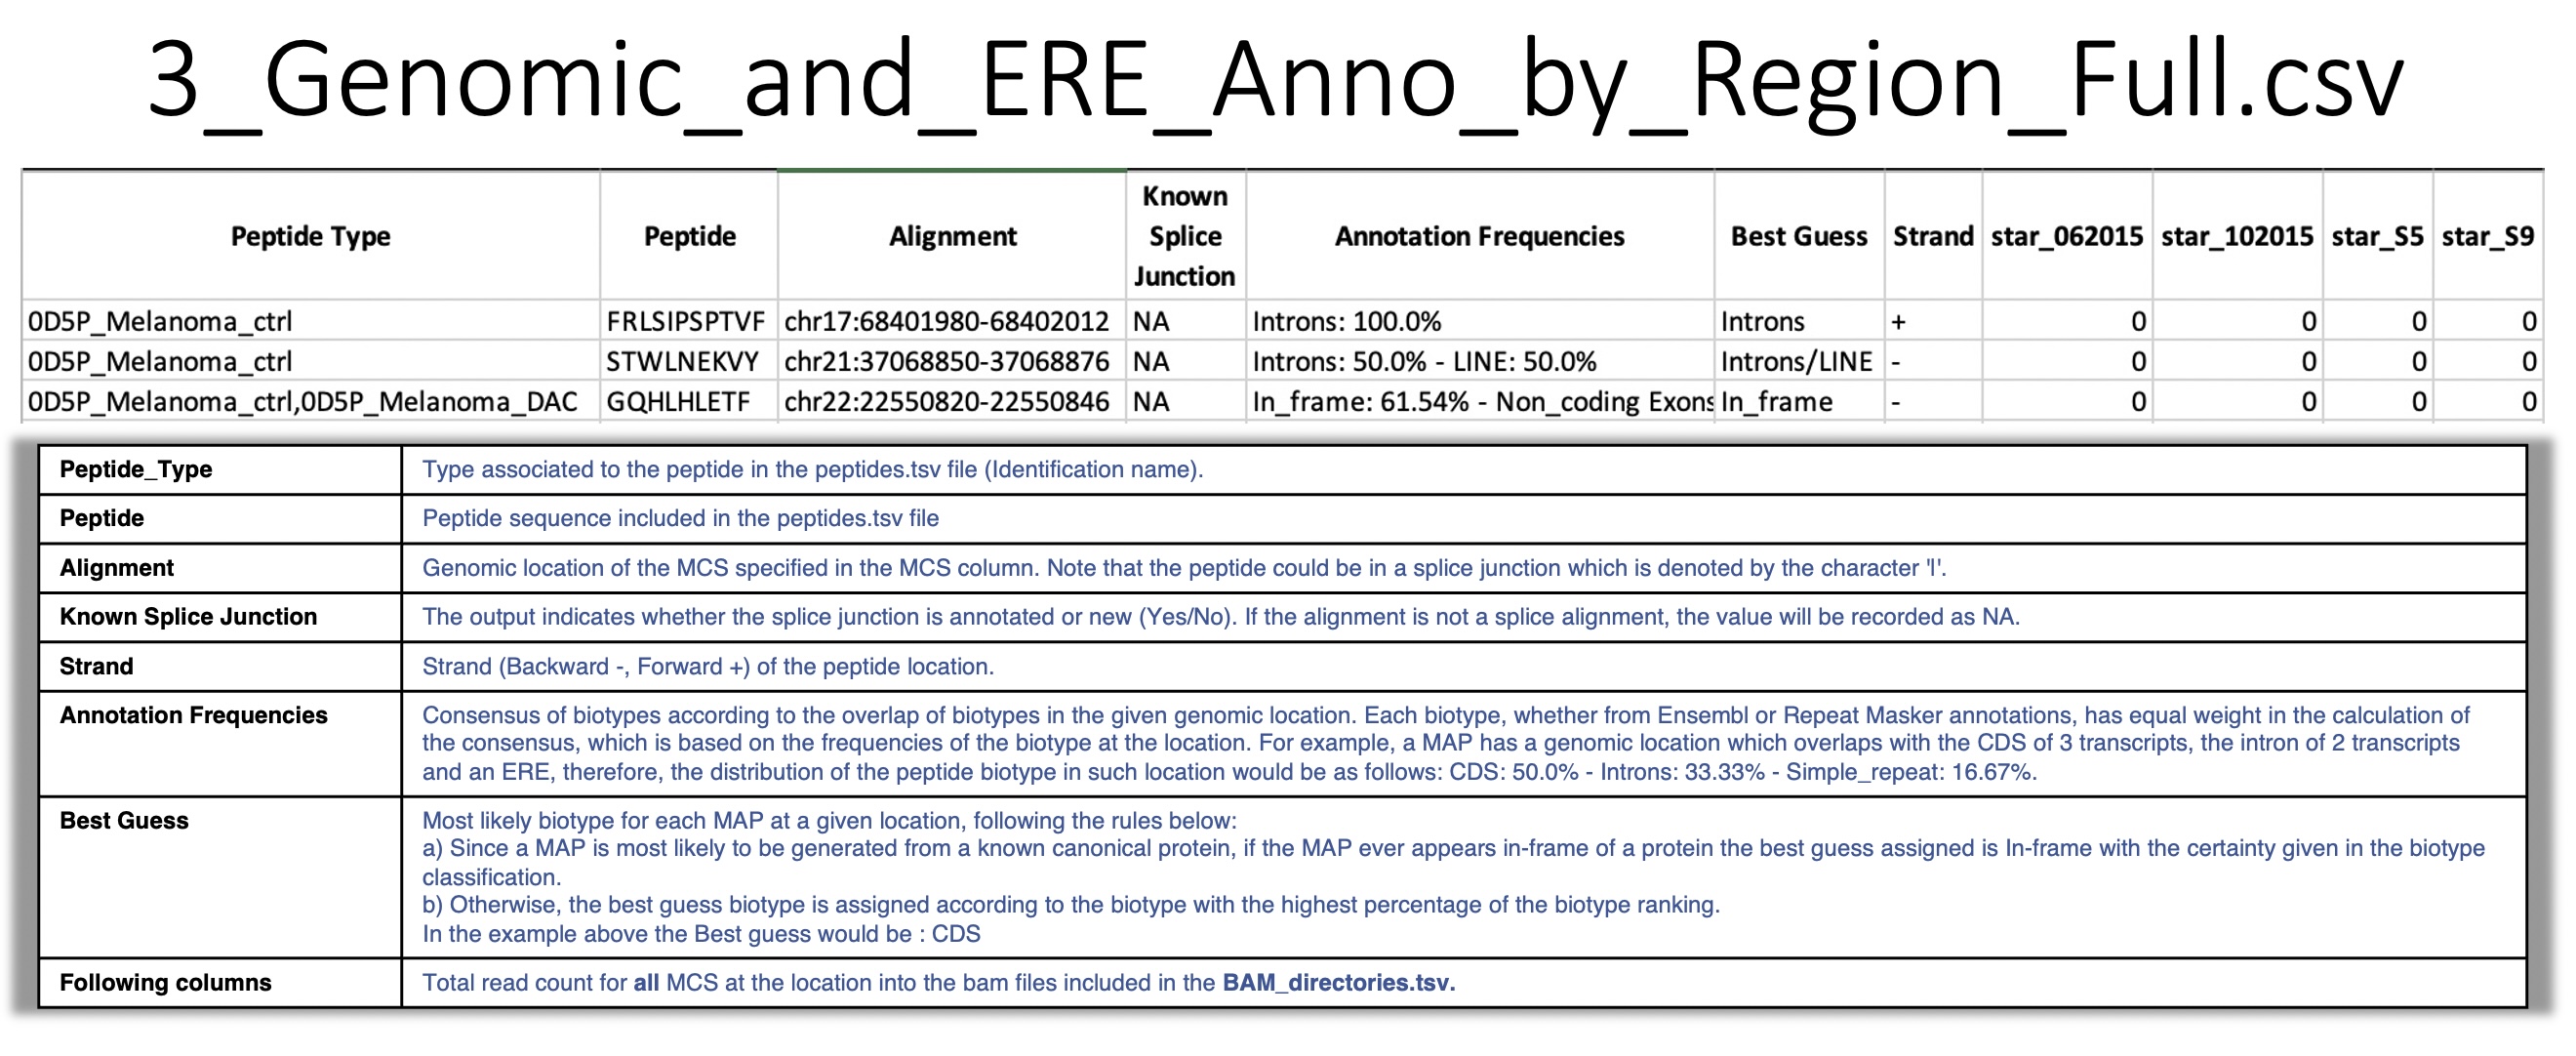 3_Genomic_and_ERE_Anno_by_Region_Full.csv
Peptide Type Peptide Alignment Known Splice Junction Annotation Frequencies Best Guess Strand star_062015 star_102015 star_S5 star_S9
0D5P_Melanoma_ctrl FRLSIPSPTVF chr17:68401980-68402012 NA Introns: 100.0% Introns + 0 0 0 0
0D5P_Melanoma_ctrl STWLNEKVY chr21:37068850-37068876 NA Introns: 50.0% - LINE: 50.0% Introns/LINE - 0 0 0 0
0D5P_Melanoma_ctrl,0D5P_Melanoma_DAC GQHLHLETF chr22:22550820-22550846 NA In_frame: 61.54% - Non_coding Exons In_frame - 0 0 0 0
Peptide_Type Type associated to the peptide in the peptides.tsv file (Identification name).
Peptide Peptide sequence included in the peptides.tsv file
Alignment Genomic location of the MCS specified in the MCS column. Note that the peptide could be in a splice junction which is denoted by the character '|'.
Known Splice Junction The output indicates whether the splice junction is annotated or new (Yes/No). If the alignment is not a splice alignment, the value will be recorded as NA.
Strand Strand (Backward -, Forward +) of the peptide location.
Annotation Frequencies Consensus of biotypes according to the overlap of biotypes in the given genomic location. Each biotype, whether from Ensembl or Repeat Masker annotations, has equal weight in the calculation of
the consensus, which is based on the frequencies of the biotype at the location. For example, a MAP has a genomic location which overlaps with the CDS of 3 transcripts, the intron of 2 transcripts
and an ERE, therefore, the distribution of the peptide biotype in such location would be as follows: CDS: 50.0% - Introns: 33.33% - Simple_repeat: 16.67%.
Best Guess Most likely biotype for each MAP at a given location, following the rules below:
a) Since a MAP is most likely to be generated from a known canonical protein, if the MAP ever appears in-frame of a protein the best guess assigned is In-frame with the certainty given in the biotype
classification.
b) Otherwise, the best guess biotype is assigned according to the biotype with the highest percentage of the biotype ranking.
In the example above the Best guess would be : CDS
Following columns Total read count for all MCS at the location into the bam files included in the BAM_directories.tsv.